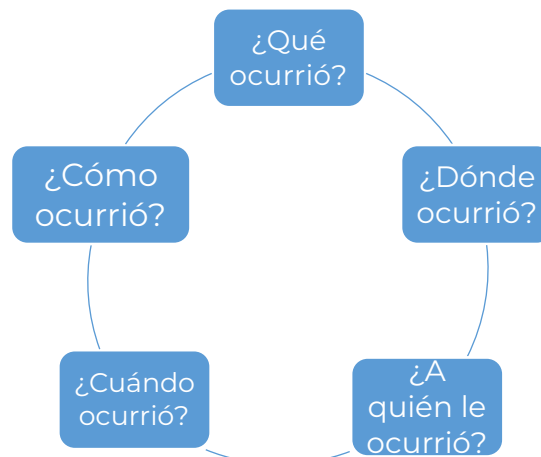 ¿Qué
ocurrió?
¿Dónde
ocurrió?
¿A
quién le
ocurrió?
¿Cuándo
ocurrió?
¿Cómo
ocurrió?